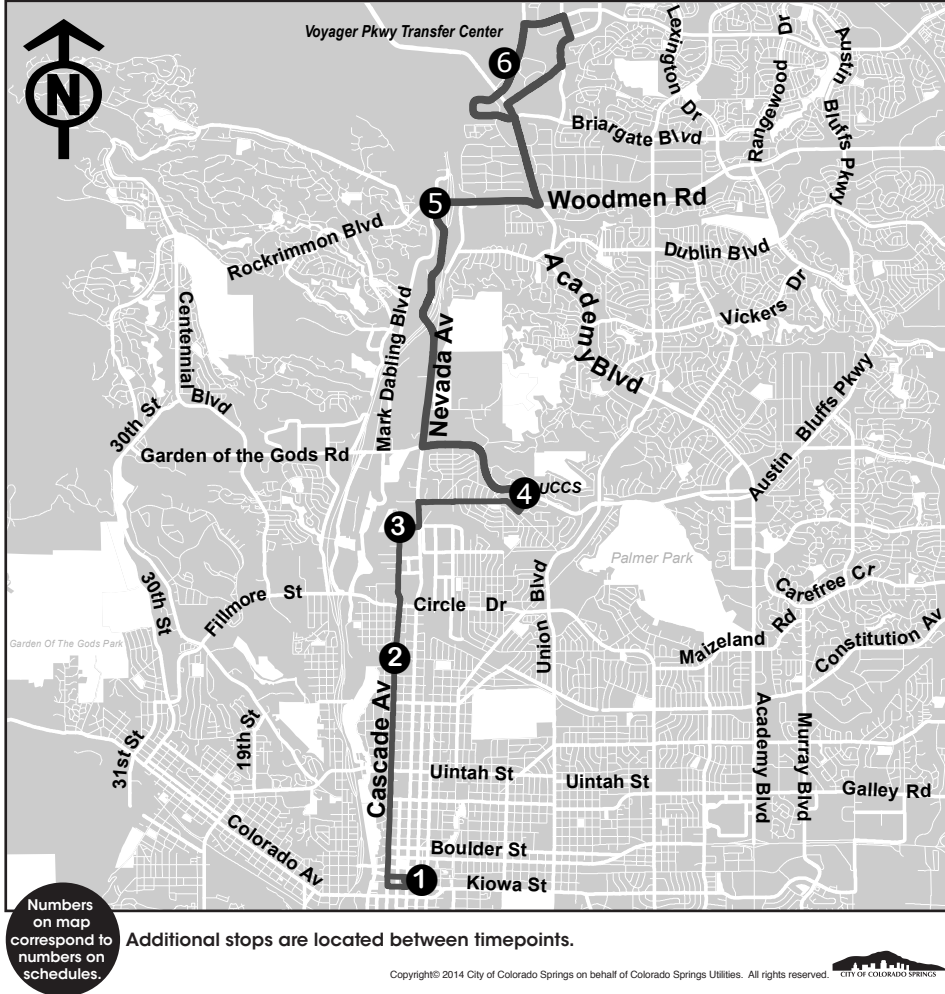 Voyager Pkwy Transfer Center
6
N
Lexington Dr
Rangewood Dr
Austin Bluffs Pkwy
Briargate Blvd
5
Woodmen Rd
Rockrimmon Blvd
Dublin Blvd
Academy Blvd
Vickers Dr
Centennial Blvd
Mark Dabling Blvd
Nevada Av
30th St
Garden of the Gods Rd
Austin Bluffs Pkwy
4
UCCS
3
Palmer Park
30th St
Fillmore St
Circle Dr
Union Blvd
Carefree Cr
Maizeland Rd
Constitution Av
Garden Of The Gods Park
2
Cascade Av
31st St
19th St
Academy Blvd
Murray Blvd
Uintah St
Uintah St
Galley Rd
Colorado Av
Boulder St
1
Kiowa St
Numbers
on map
correspond to
numbers on
schedules.
Additional stops are located between timepoints.
Copyright© 2014 City of Colorado Springs on behalf of Colorado Springs Utilities. All rights reserved.
CITY OF COLORADO SPRINGS